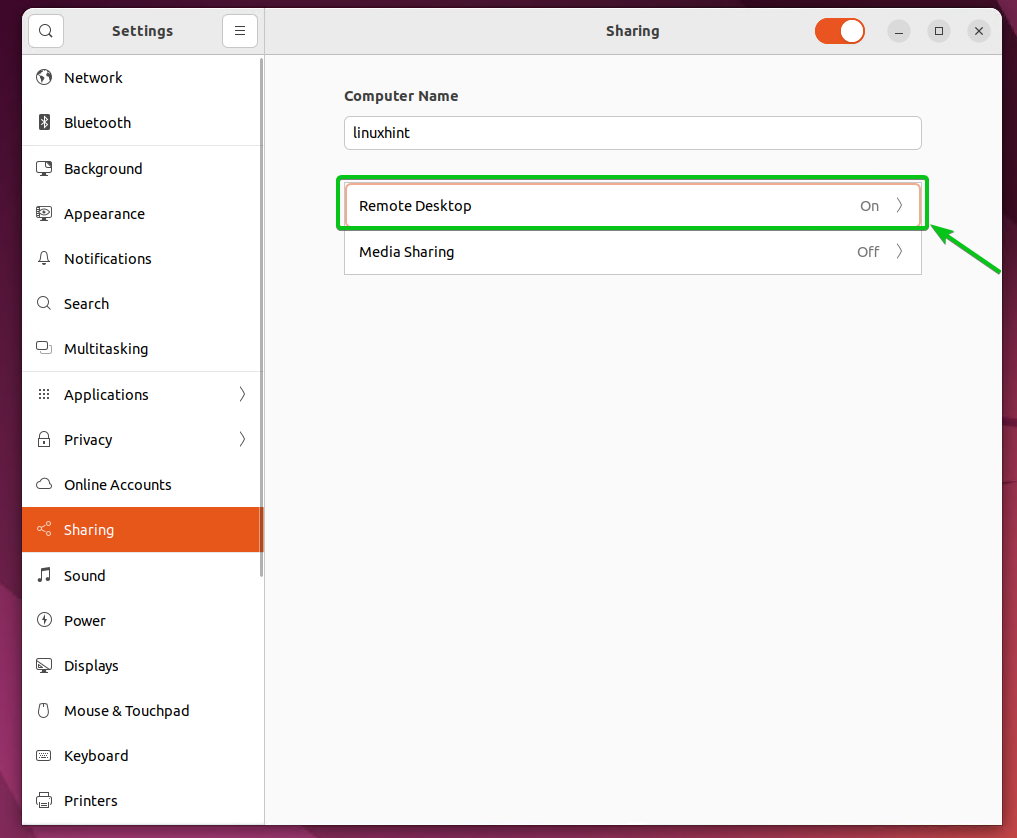 Settings
Sharing
Network
Bluetooth
Background
Appearance
Notifications
Search
Multitasking
Applications
Privacy
Online Accounts
Sharing
Sound
Power
Displays
Mouse & Touchpad
Keyboard
Printers
Computer Name
linuxhint
Remote Desktop On
Media Sharing Off